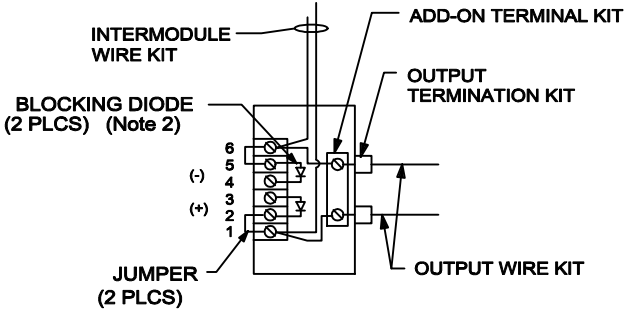 ADD-ON TERMINAL KIT
INTERMODULE
WIRE KIT
OUTPUT
TERMINATION KIT
BLOCKING DIODE
(2 PLCS) (Note 2)
6
5
(-)
4
3
(+)
2
1
JUMPER
(2 PLCS)
OUTPUT WIRE KIT